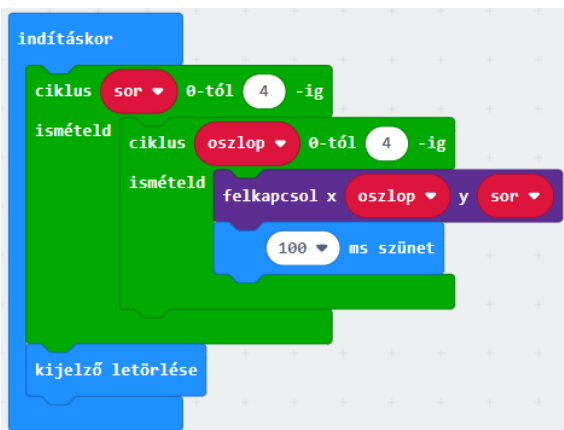 indításkor
ciklus sor 0-tól 4 -ig
ismételd
ciklus oszlop 0-tól 4 -ig
ismételd
felkapcsol x oszlop y sor
100 ms szünet
kijelző letörlése